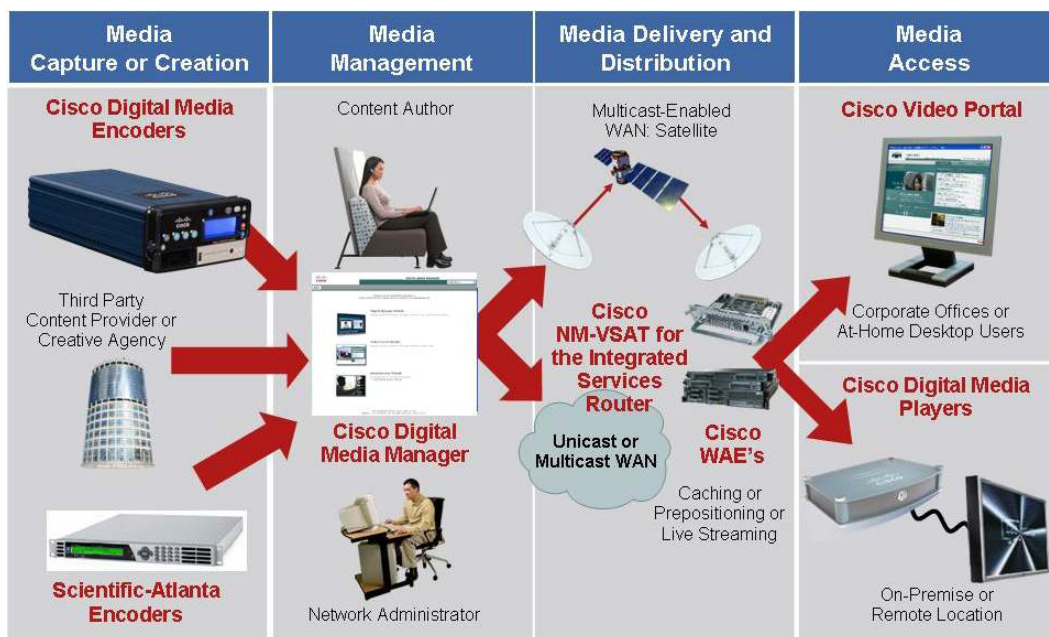 Media
Capture or Creation
Media
Management
Media Delivery and
Distribution
Media
Access
Cisco Digital Media
Encoders
Third Party
Content Provider or
Creative Agency
Scientific-Atlanta
Encoders
Content Author
Cisco Digital
Media Manager
Network Administrator
Multicast-Enabled
WAN: Satellite
Cisco
NM-VSAT for
the Integrated
Services
Router
Unicast or
Multicast WAN
Cisco
WAE's
Caching or
Prepositioning or
Live Streaming
Cisco Video Portal
Corporate Offices or
At-Home Desktop Users
Cisco Digital Media
Players
On-Premise or
Remote Location